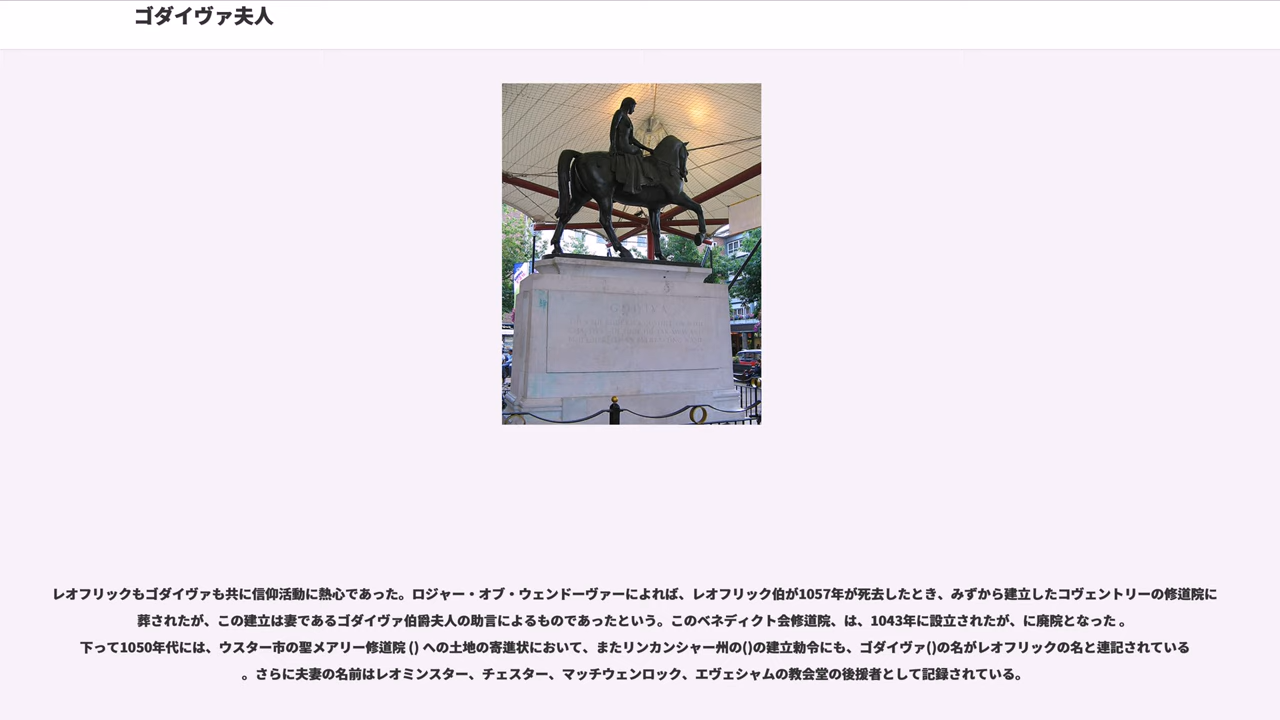 ゴダイヴァ夫人
レオフリックもゴダイヴァも共に信仰活動に熱心であった。ロジャー・オブ・ウェンドーヴァーによれば、レオフリック伯が1057年が死去したとき、みずから建立したコヴェントリーの修道院に
葬されたが、この建立は妻であるゴダイヴァ伯爵夫人の助言によるものであったという。このベネディクト会修道院、は、1043年に設立されたが、に廃院となった 。
下って1050年代には、ウスター市の聖メアリー修道院 () への土地の寄進状において、またリンカンシャー州の()の建立勅令にも、ゴダイヴァ()の名がレオフリックの名と連記されている
。さらに夫妻の名前はレオミンスター、チェスター、マッチウェンロック、エヴェシャムの教会堂の後援者として記録されている。